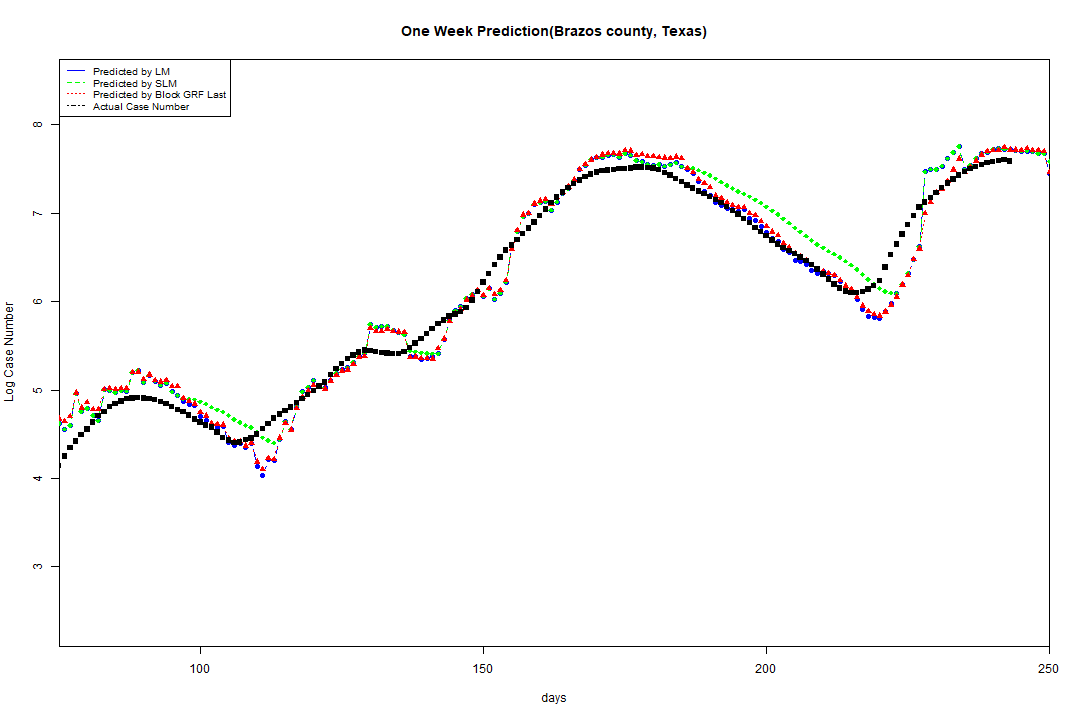 One Week Prediction(Brazos county, Texas)
Predicted by LM
Predicted by SLM
Predicted by Block GRF Last
Actual Case Number
8
7
6
5
4
3
Log Case Number
100 150 200 250
days